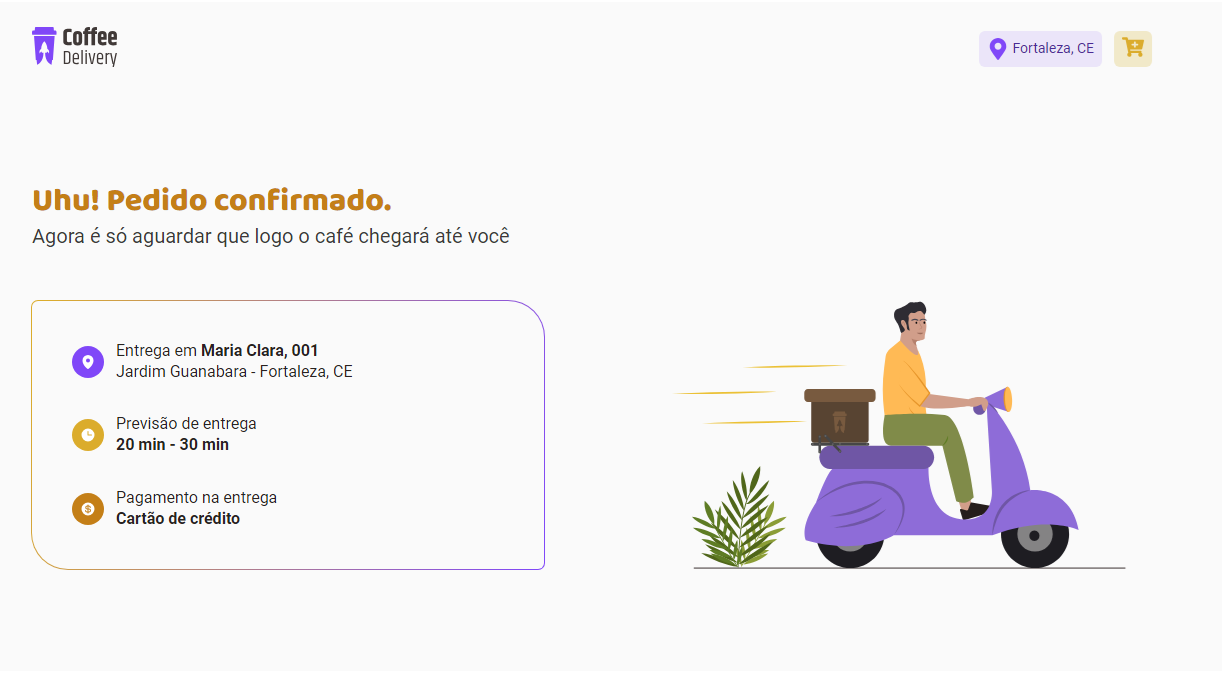 Coffee
Delivery
Fortaleza, CE
Uhu! Pedido confirmado.
Agora é só aguardar que logo o café chegará até você
Entrega em Maria Clara, 001
Jardim Guanabara - Fortaleza, CE
Previsão de entrega
20 min - 30 min
Pagamento na entrega
Cartão de crédito